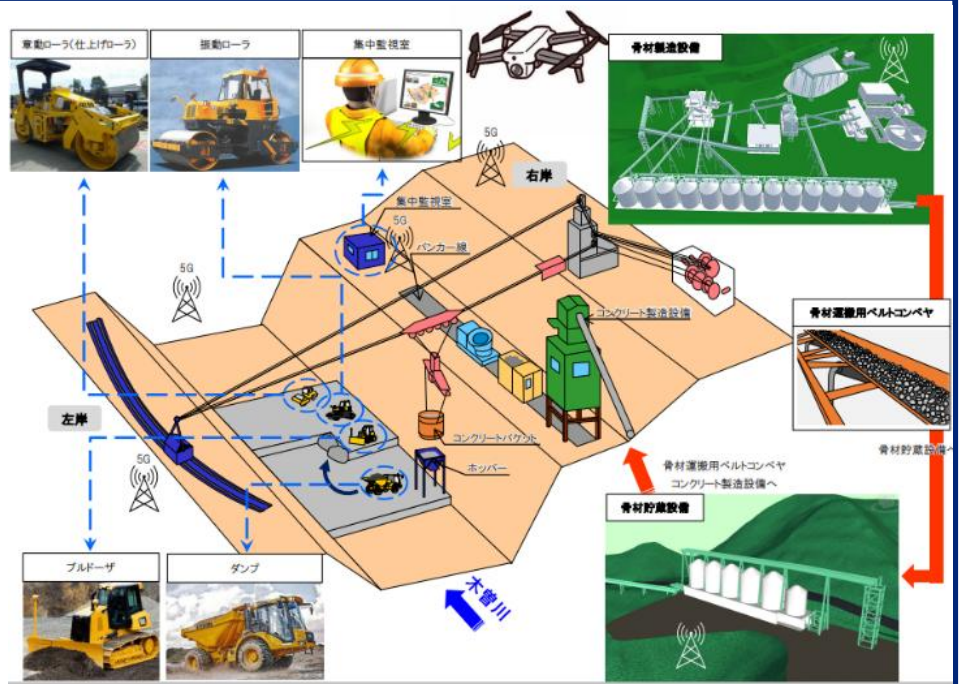 章動ローラ(仕上げローラ)
振動ローラ
集中監視室
骨材製造設備
5G
右岸
集中監視室
5G
バンカー線
5G
コンクリート製造設備
骨材運搬用ベルトコンベヤ
左岸
コンクリートバケット
骨材貯蔵設備へ
5G
ホッパー
骨材運搬用ベルトコンベヤ
コンクリート製造設備へ
骨材貯蔵設備
ブルドーザ
ダンプ
木曽川